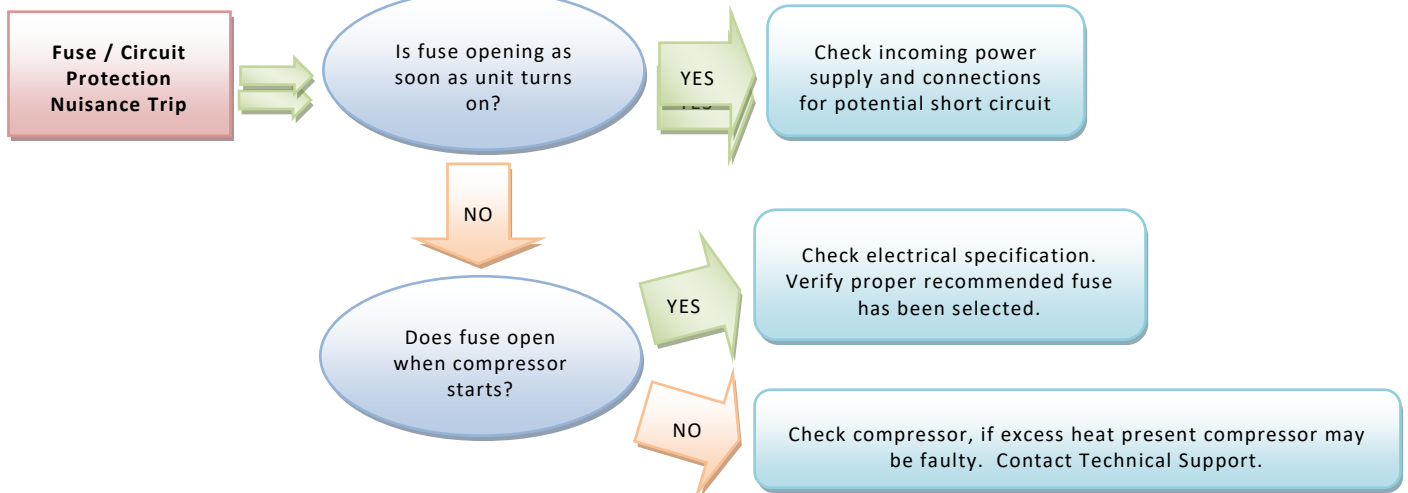 Fuse / Circuit
Protection
Nuisance Trip
Is fuse opening as
soon as unit turns
on?
YES
YES
Check incoming power
supply and connections
for potential short circuit
NO
Does fuse open
when compressor
starts?
YES
Check electrical specification.
Verify proper recommended fuse
has been selected.
NO
Check compressor, if excess heat present compressor may
be faulty. Contact Technical Support.